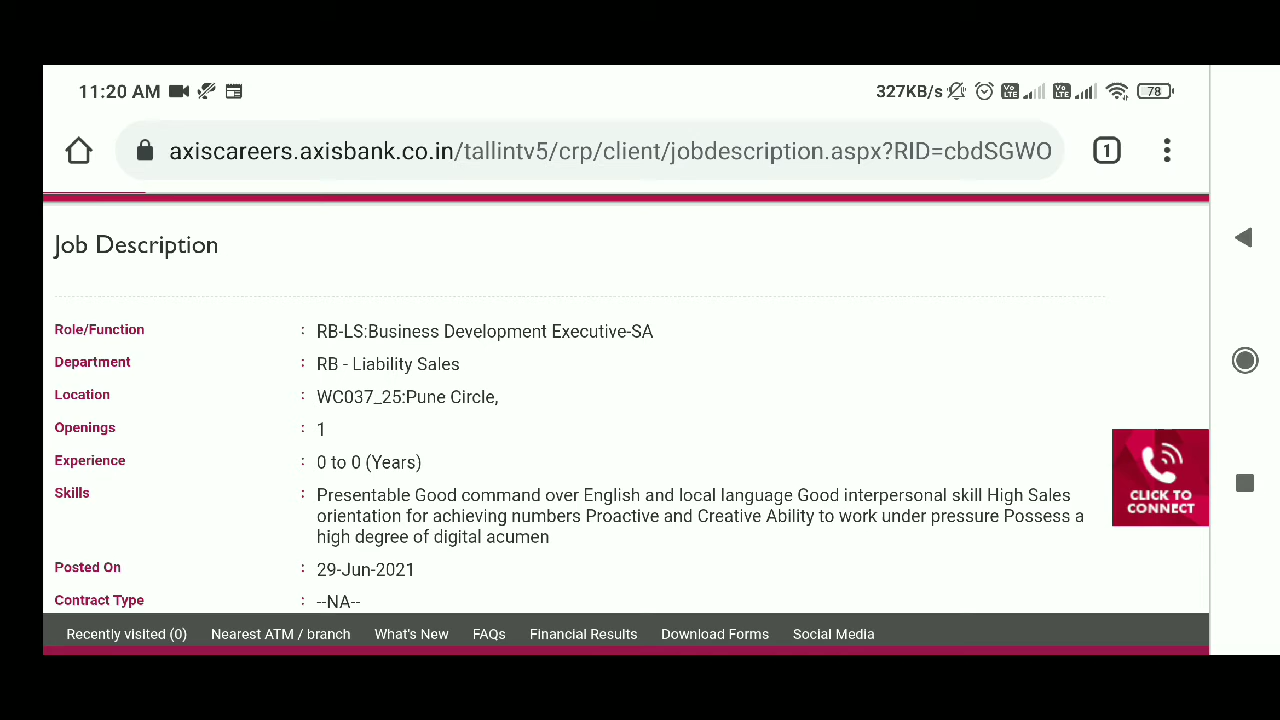 11:20 AM 327KB/s Vo LTE Vo LTE 78
axiscareers.axisbank.co.in/tallintv5/crp/client/jobdescription.aspx?RID=cbdSGWO 1
Job Description
Role/Function : RB-LS:Business Development Executive-SA
Department : RB - Liability Sales
Location : WC037_25:Pune Circle,
Openings : 1
Experience : 0 to 0 (Years)
Skills : Presentable Good command over English and local language Good interpersonal skill High Sales
orientation for achieving numbers Proactive and Creative Ability to work under pressure Possess a
high degree of digital acumen
CLICK TO
CONNECT
Posted On : 29-Jun-2021
Contract Type : --NA--
Recently visited (0) Nearest ATM / branch What's New FAQs Financial Results Download Forms Social Media